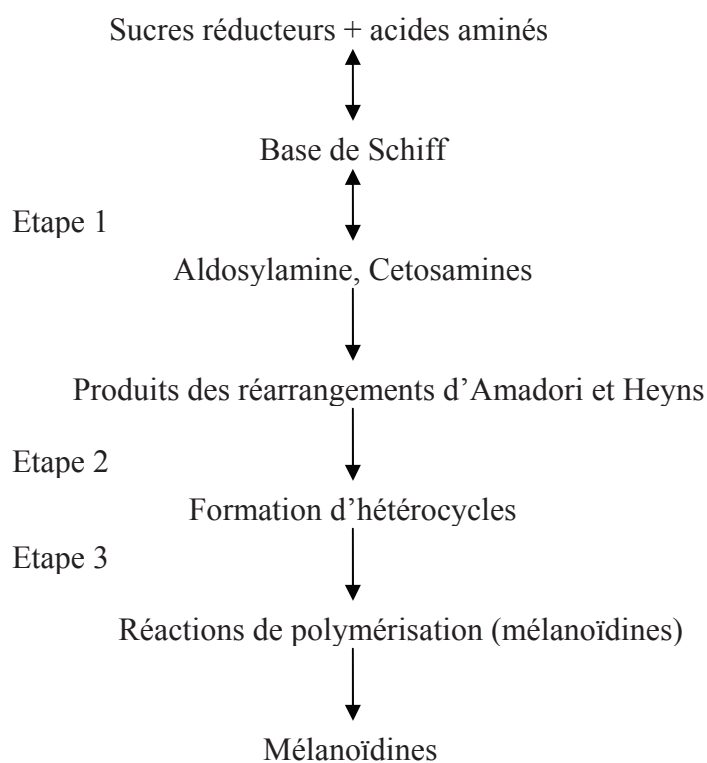 Sucres réducteurs + acides aminés
Base de Schiff
Etape 1
Aldosylamine, Cetosamines
Produits des réarrangements d’Amadori et Heyns
Etape 2
Formation d’hétérocycles
Etape 3
Réactions de polymérisation (mélanoïdines)
Mélanoïdines